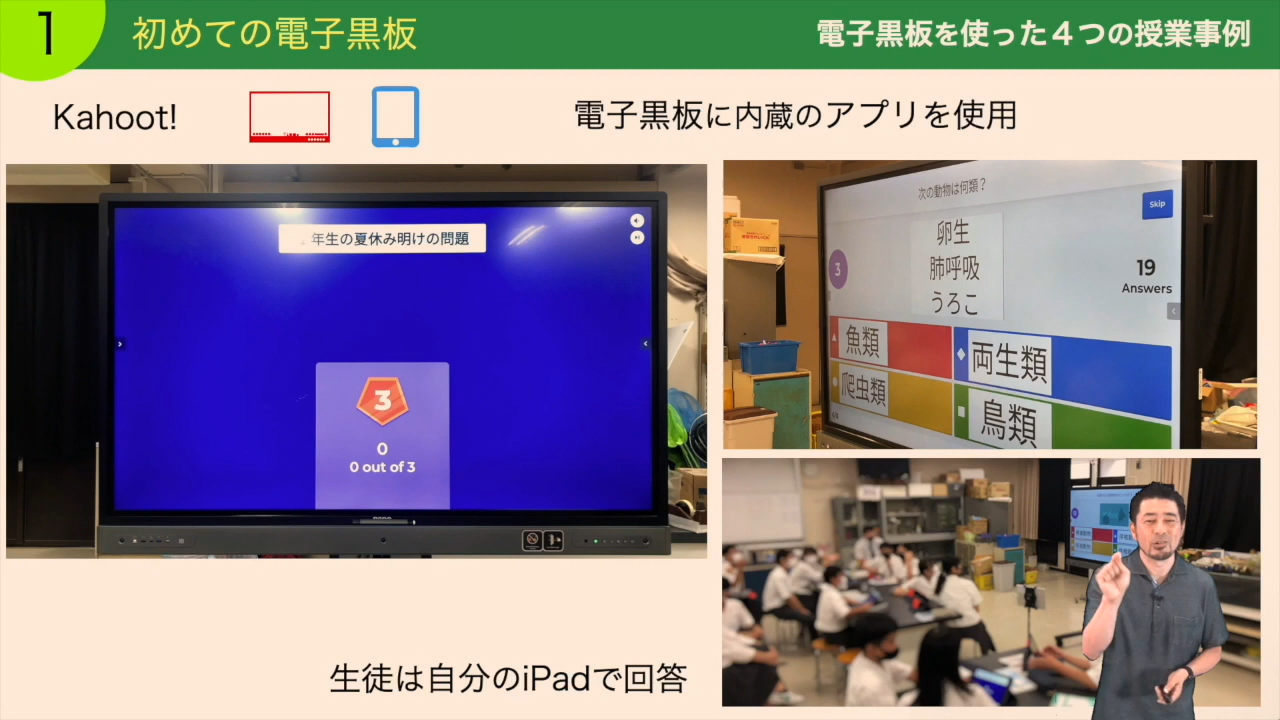 1
初めての電子黒板
電子黒板を使った４つの授業事例
Kahoot!
電子黒板に内蔵のアプリを使用
年生の夏休み明けの問題
3
0
0 out of 3
次の動物は何類？
Skip
卵生
肺呼吸
うろこ
3
19
Answers
魚類
両生類
爬虫類
鳥類
生徒は自分のiPadで回答